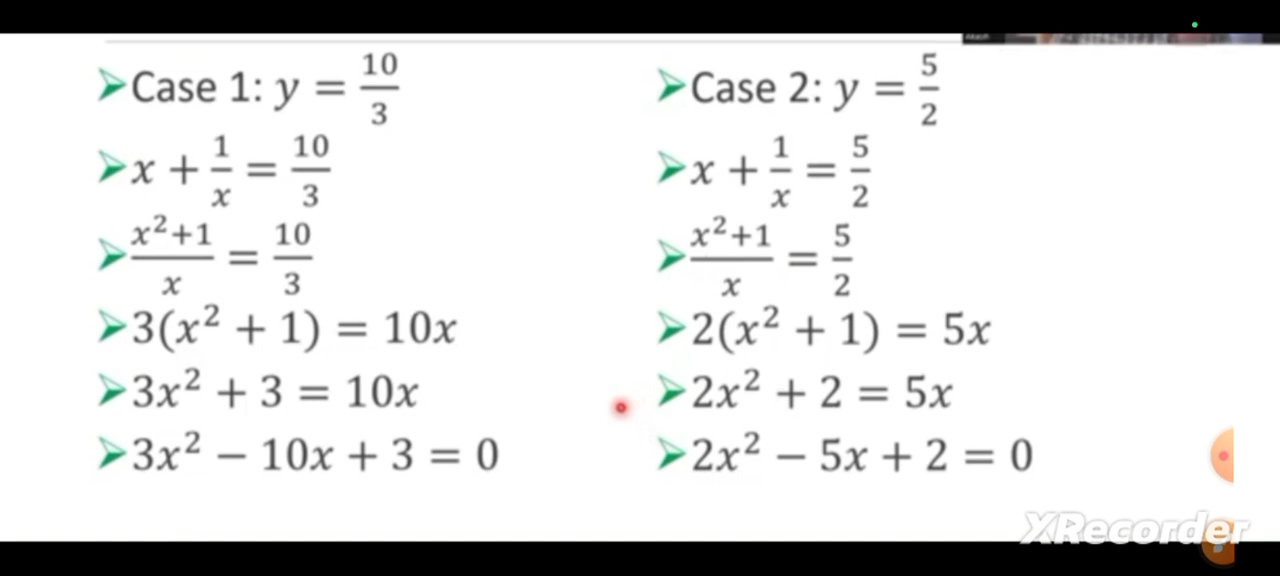 ➢Case 1: y = 10/3
➢x + 1/x = 10/3
➢x²+1/x = 10/3
➢3(x² + 1) = 10x
➢3x² + 3 = 10x
➢3x² − 10x + 3 = 0
➢Case 2: y = 5/2
➢x + 1/x = 5/2
➢x²+1/x = 5/2
➢2(x² + 1) = 5x
➢2x² + 2 = 5x
➢2x² − 5x + 2 = 0
XRecorder